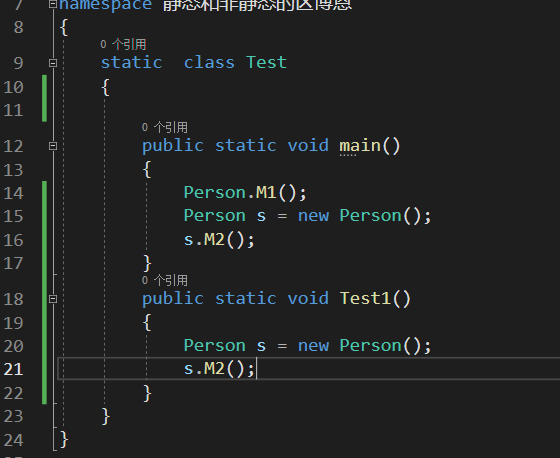 7 namespace 静态和非静态的区
8 {
0 个引用
9 static class Test
10 {
11
0 个引用
12 public static void main()
13 {
14 Person.M1();
15 Person s = new Person();
16 s.M2();
17 }
0 个引用
18 public static void Test1()
19 {
20 Person s = new Person();
21 s.M2();
22 }
23 }
24 }